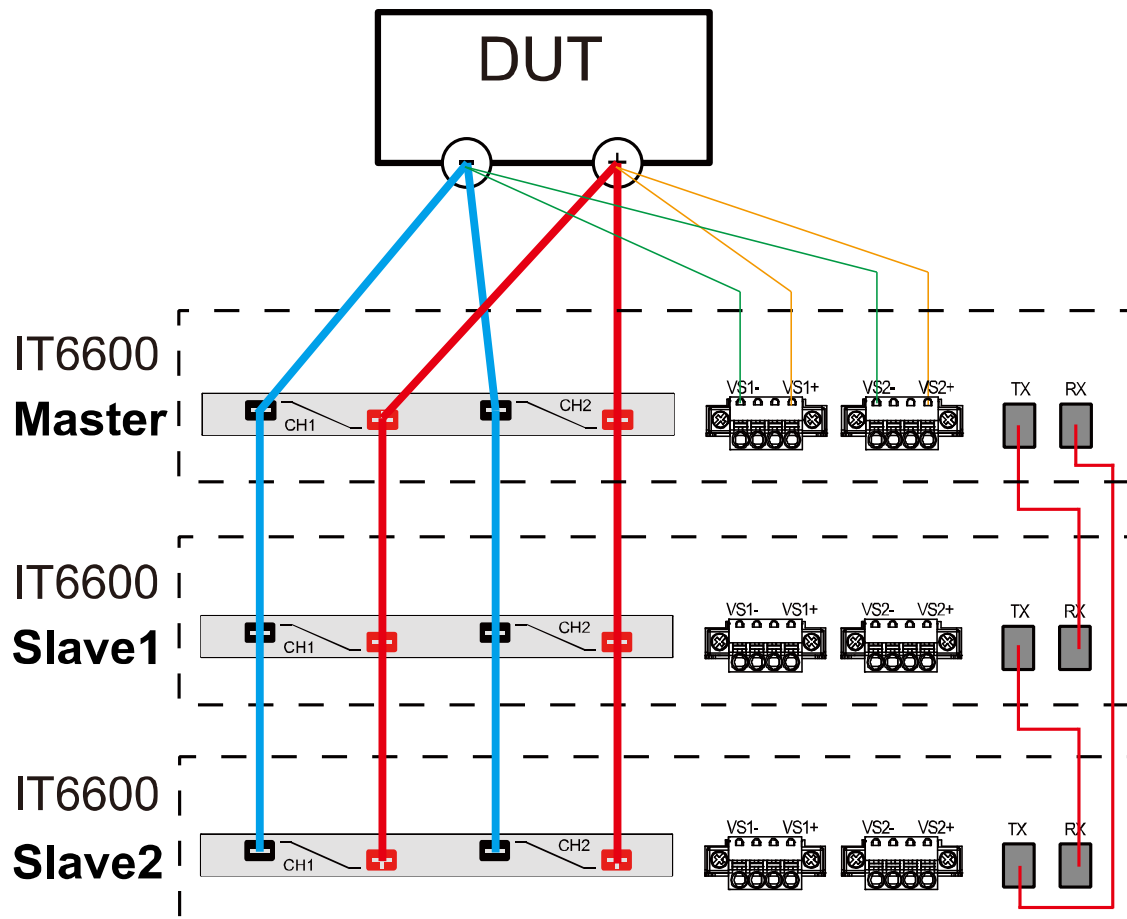 DUT
- +
IT6600
Master
CH1 CH2
VS1- VS1+ VS2- VS2+
TX RX
IT6600
Slave1
CH1 CH2
VS1- VS1+ VS2- VS2+
TX RX
IT6600
Slave2
CH1 CH2
VS1- VS1+ VS2- VS2+
TX RX